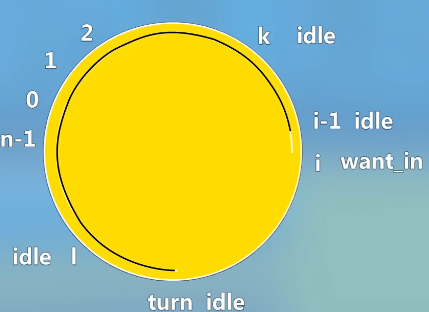 2
k idle
1
0
i-1 idle
n-1
i want_in
idle l
turn idle